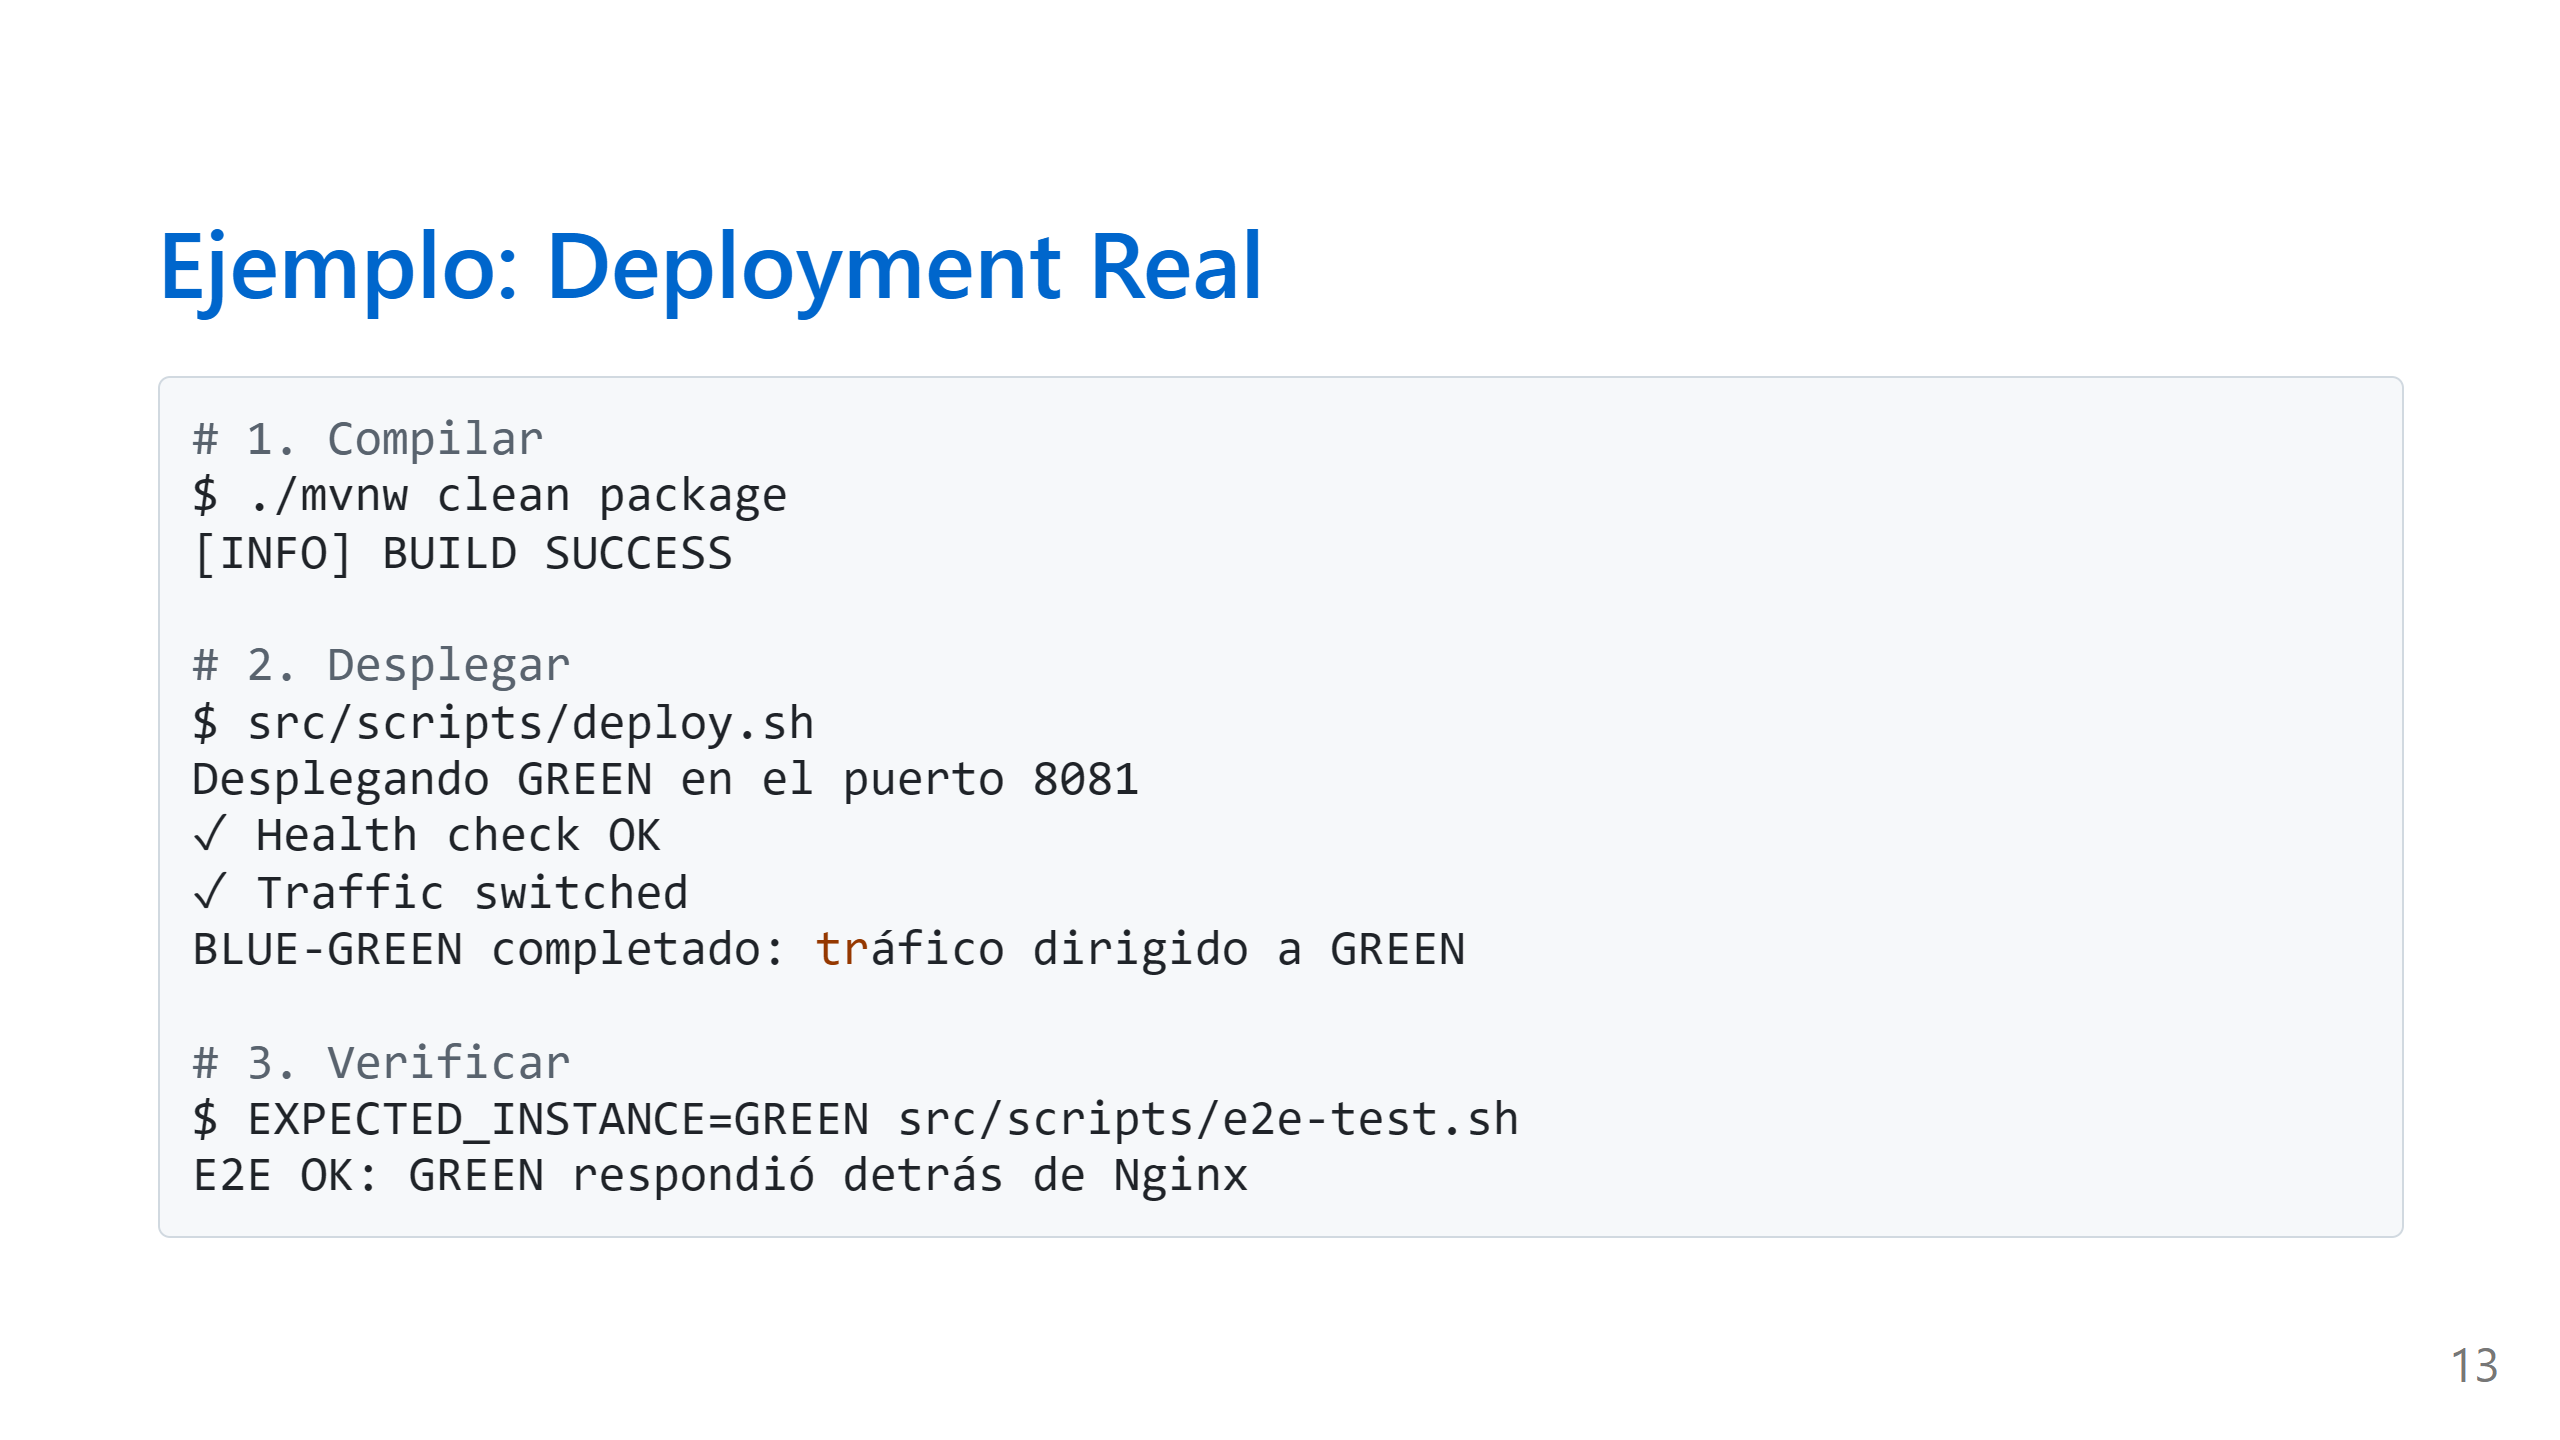 Ejemplo: Deployment Real
# 1. Compilar
$ ./mvnw clean package
[INFO] BUILD SUCCESS
# 2. Desplegar
$ src/scripts/deploy.sh
Desplegando GREEN en el puerto 8081
✓ Health check OK
✓ Traffic switched
BLUE-GREEN completado: tráfico dirigido a GREEN
# 3. Verificar
$ EXPECTED_INSTANCE=GREEN src/scripts/e2e-test.sh
E2E OK: GREEN respondió detrás de Nginx
13